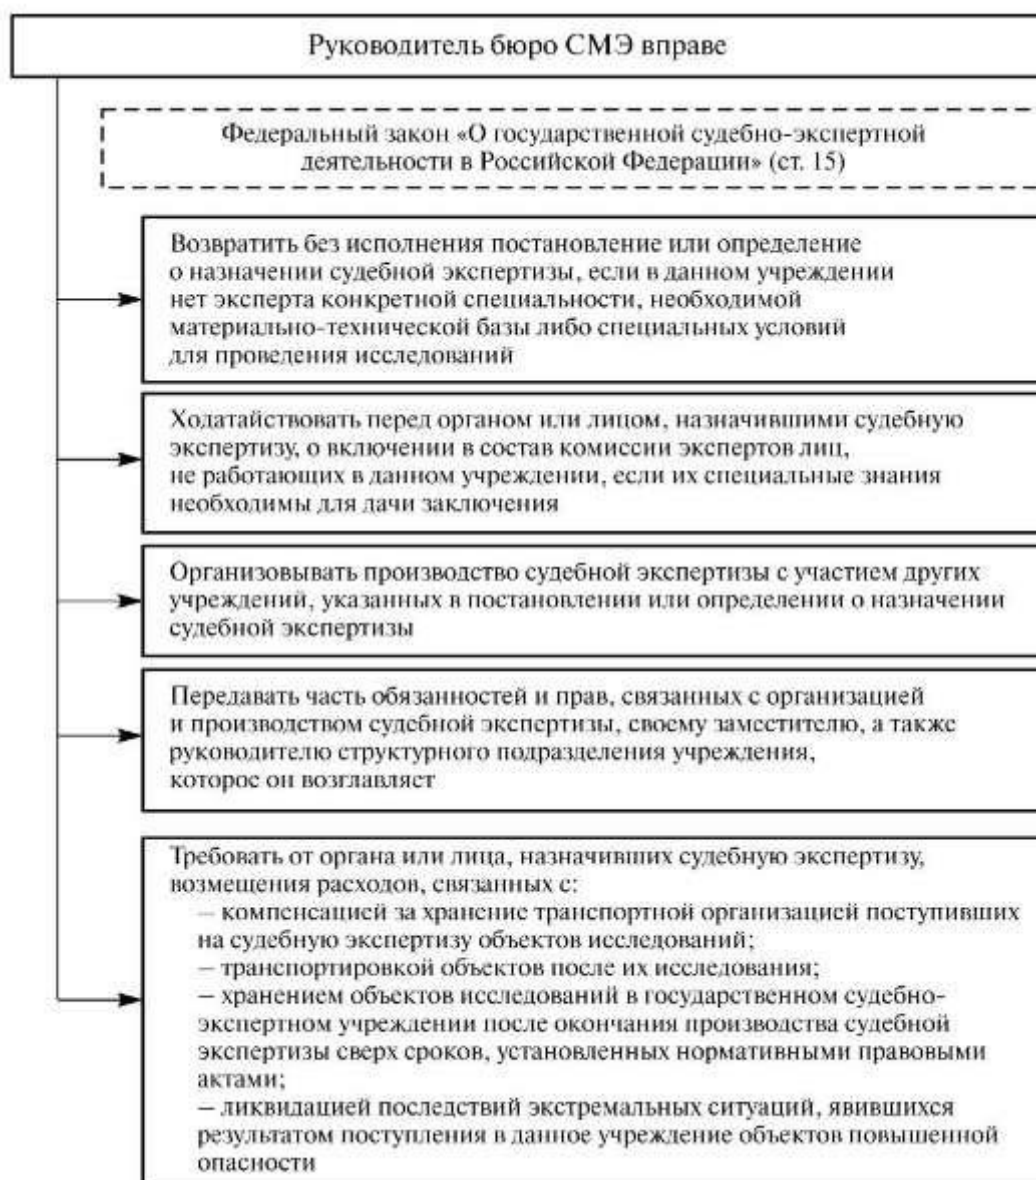 Руководитель бюро СМЭ вправе
Федеральный закон «О государственной судебно-экспертной
деятельности в Российской Федерации» (ст. 15)
Возвратить без исполнения постановление или определение
о назначении судебной экспертизы, если в данном учреждении
нет эксперта конкретной специальности, необходимой
материально-технической базы либо специальных условий
для проведения исследований
Ходатайствовать перед органом или лицом, назначившими судебную
экспертизу, о включении в состав комиссии экспертов лиц,
не работающих в данном учреждении, если их специальные знания
необходимы для дачи заключения
Организовывать производство судебной экспертизы с участием других
учреждений, указанных в постановлении или определении о назначении
судебной экспертизы
Передавать часть обязанностей и прав, связанных с организацией
и производством судебной экспертизы, своему заместителю, а также
руководителю структурного подразделения учреждения,
которое он возглавляет
Требовать от органа или лица, назначивших судебную экспертизу,
возмещения расходов, связанных с:
– компенсацией за хранение транспортной организацией поступивших
на судебную экспертизу объектов исследований;
– транспортировкой объектов после их исследования;
– хранением объектов исследований в государственном судебно-
экспертном учреждении после окончания производства судебной
экспертизы сверх сроков, установленных нормативными правовыми
актами;
– ликвидацией последствий экстремальных ситуаций, явившихся
результатом поступления в данное учреждение объектов повышенной
опасности